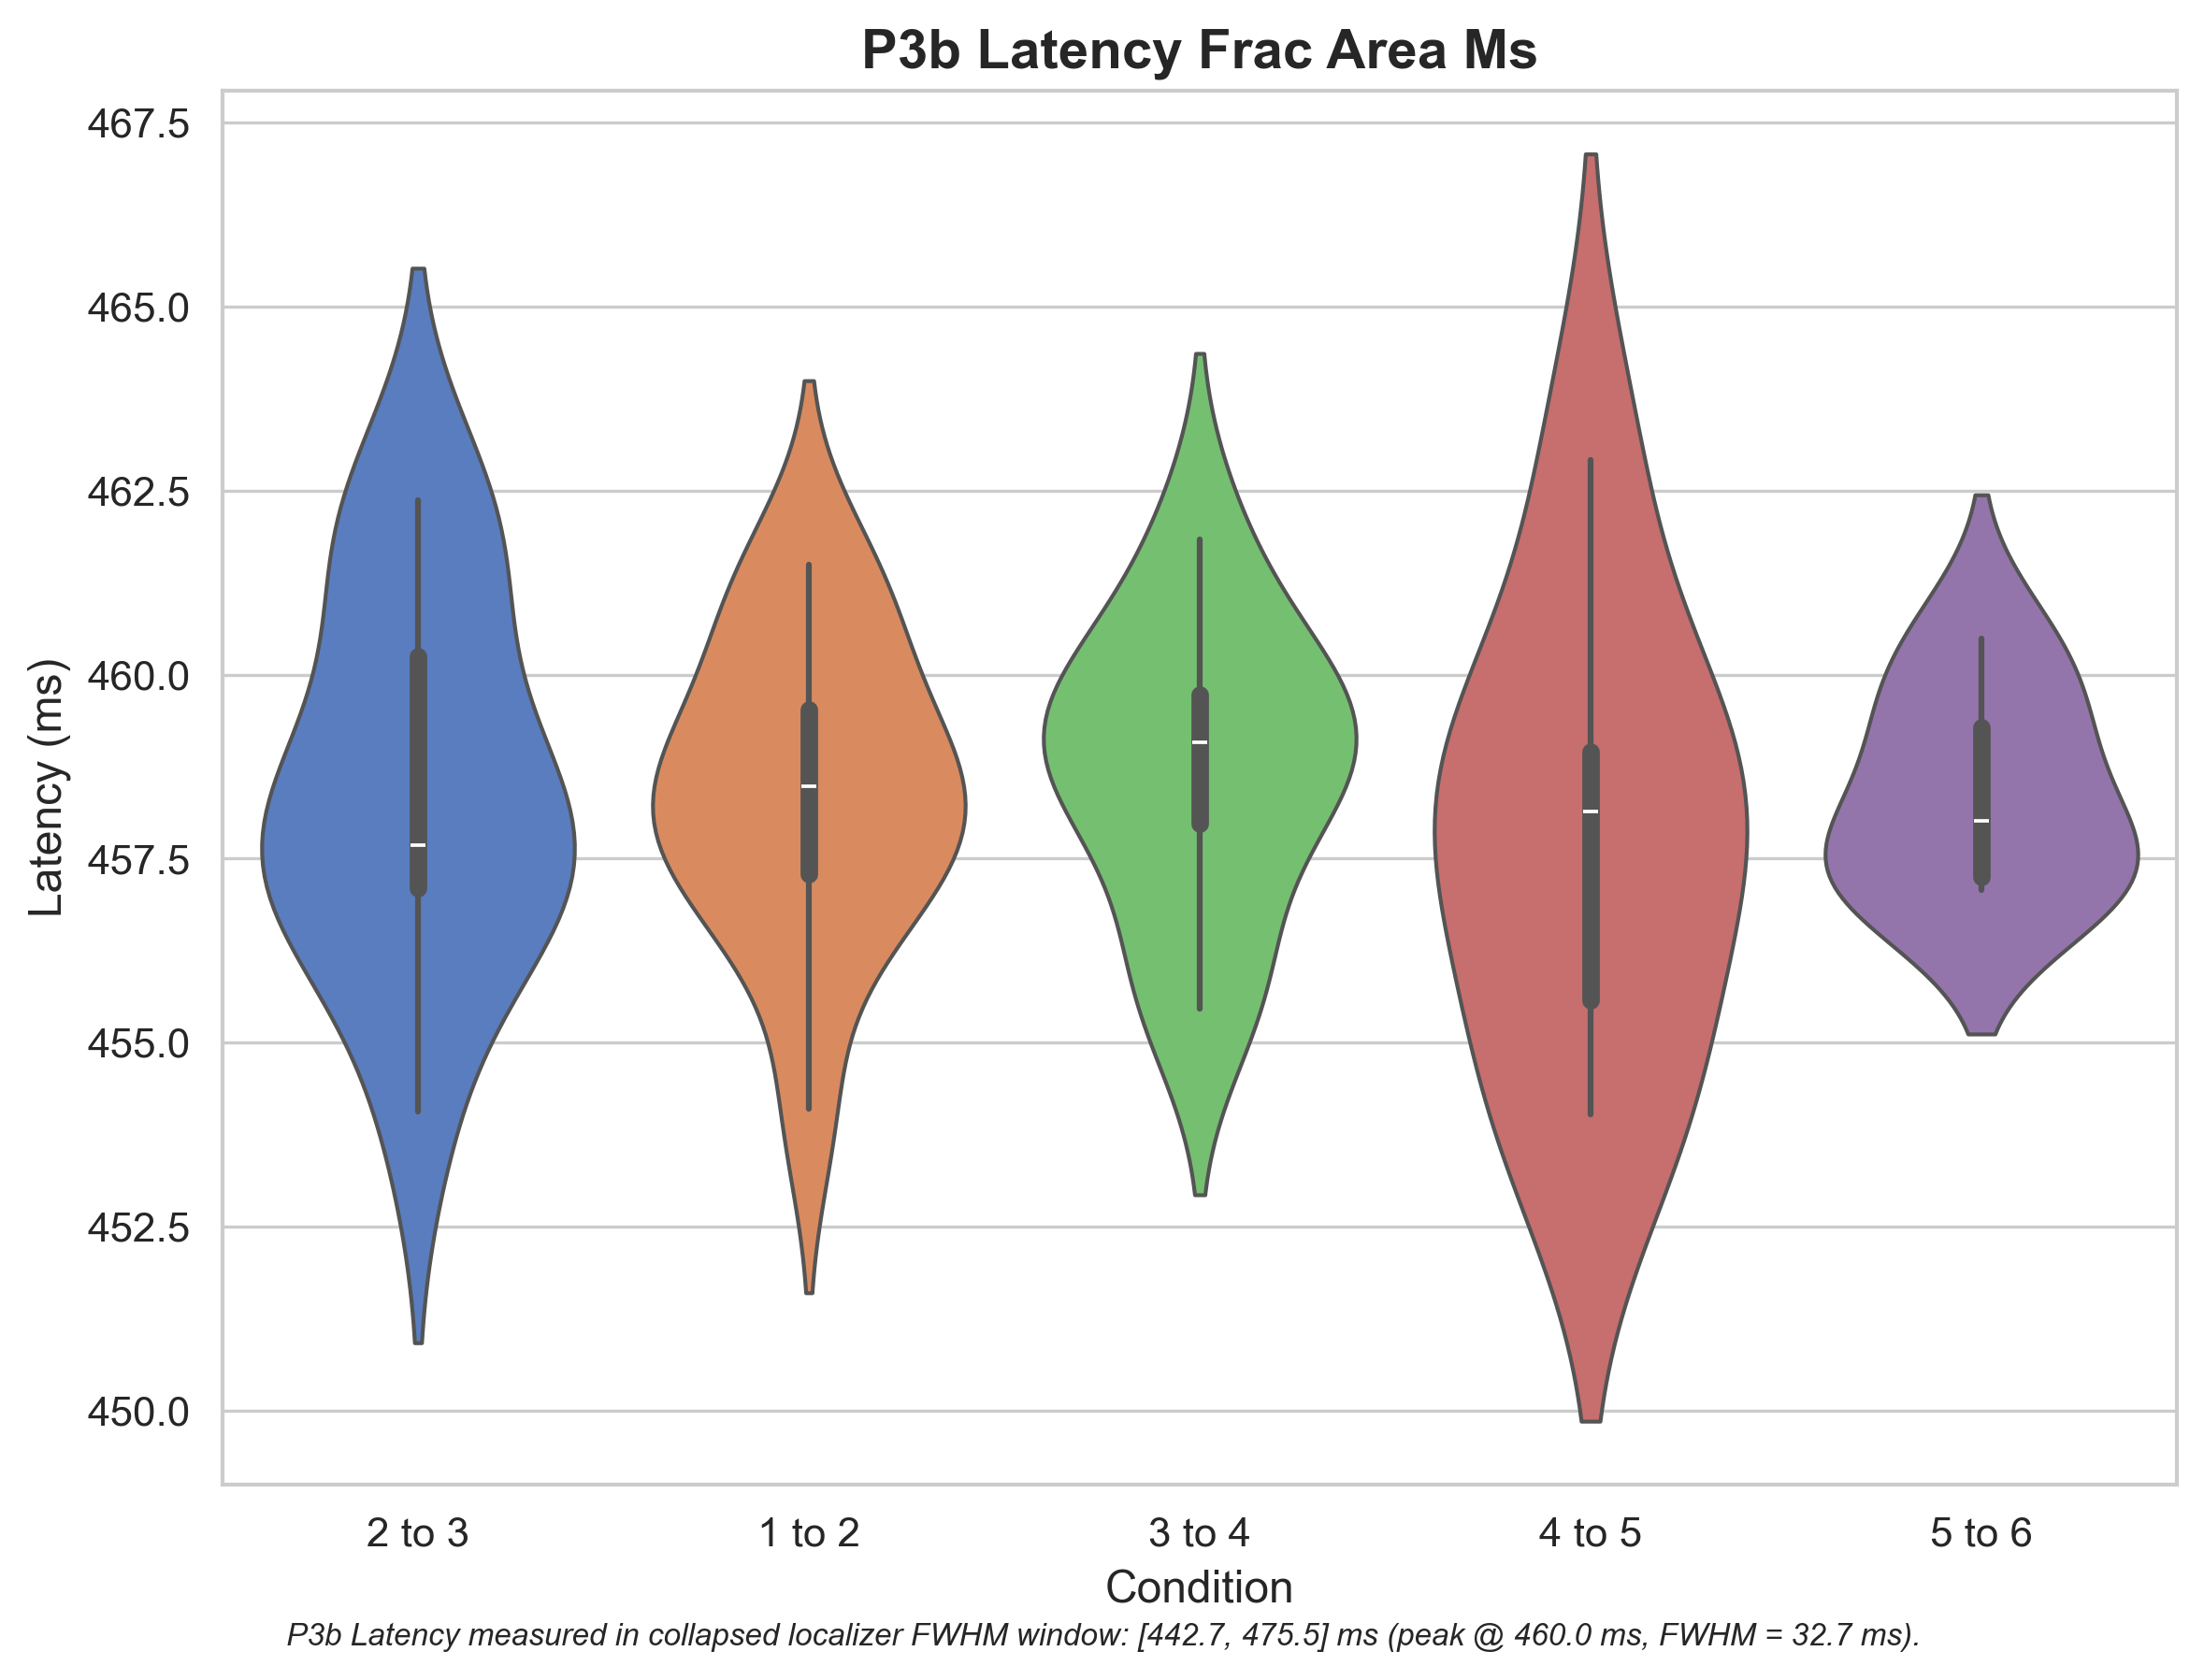 P3b Latency Frac Area Ms
467.5
465.0
462.5
460.0
457.5
455.0
452.5
450.0
Latency (ms)
2 to 3
1 to 2
3 to 4
4 to 5
5 to 6
Condition
P3b Latency measured in collapsed localizer FWHM window: [442.7, 475.5] ms (peak @ 460.0 ms, FWHM = 32.7 ms).